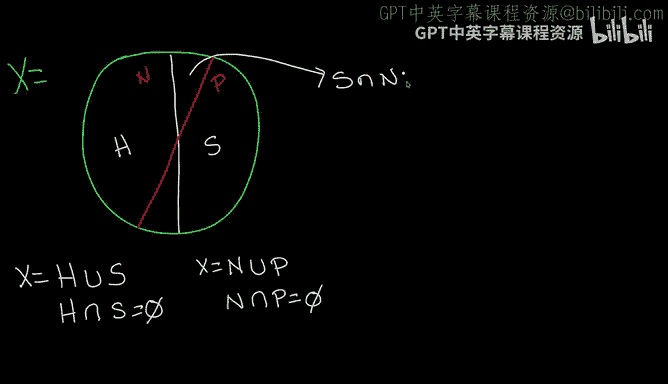 GPT中英字幕课程资源@bilibili.com
GPT中英字幕课程资源 bilibili
X=
N
P
S∩N:
H
S
X=H∪S
X=N∪P
H∩S=∅
N∩P=∅